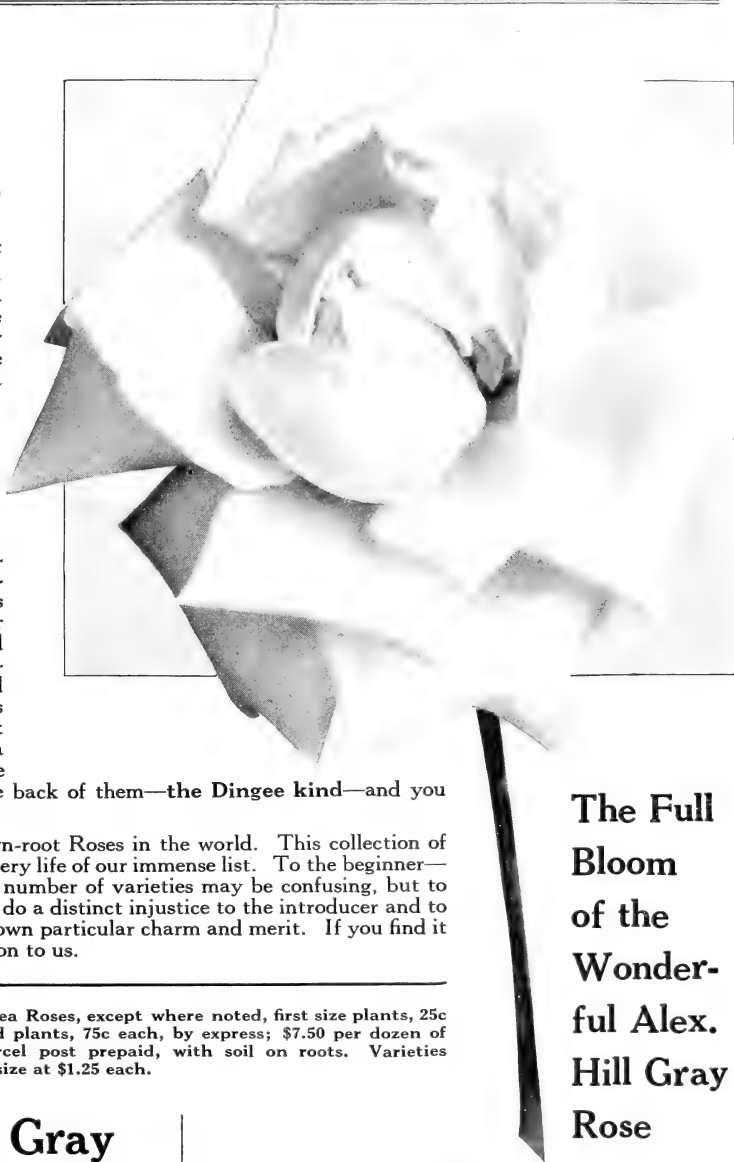 s
l
d
s
t
a
e
e back of them—the Dingee kind—and you
n-root Roses in the world. This collection of
ery life of our immense list. To the beginner—
number of varieties may be confusing, but to
do a distinct injustice to the introducer and to
own particular charm and merit. If you find it
on to us.
ea Roses, except where noted, first size plants, 25c
d plants, 75c each, by express; $7.50 per dozen of
rcel post prepaid, with soil on roots. Varieties
size at $1.25 each.
Gray
The Full
Bloom
of the
Wonder-
ful Alex.
Hill Gray
Rose